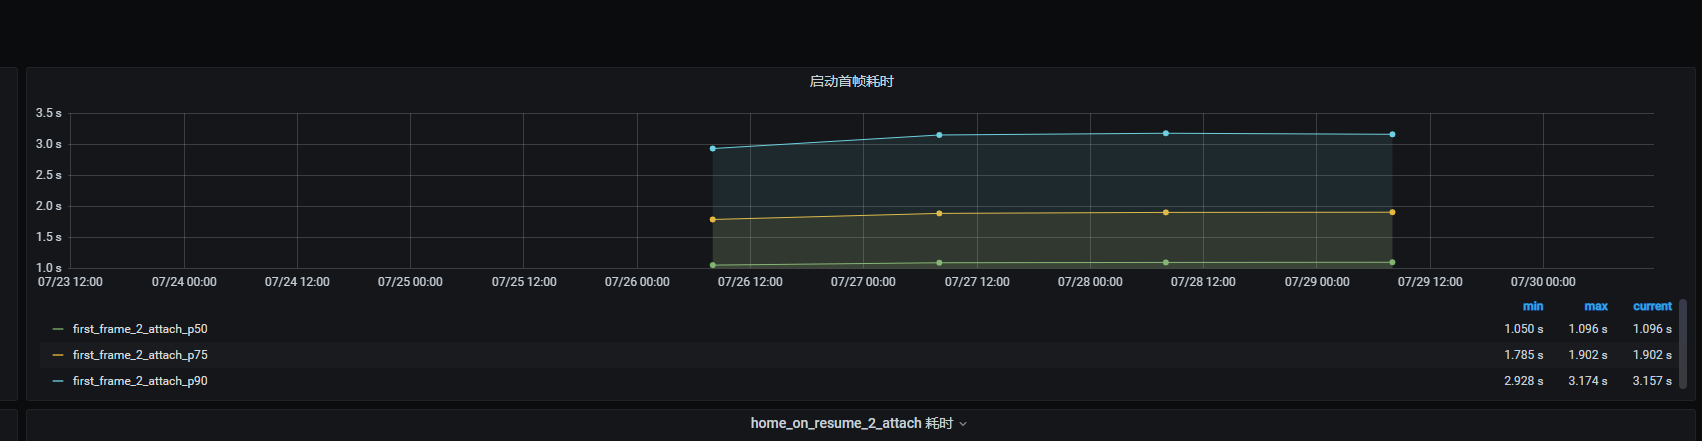 启动首帧耗时
3.5 s
3.0 s
2.5 s
2.0 s
1.5 s
1.0 s
07/23 12:00 07/24 00:00 07/24 12:00 07/25 00:00 07/25 12:00 07/26 00:00 07/26 12:00 07/27 00:00 07/27 12:00 07/28 00:00 07/28 12:00 07/29 00:00 07/29 12:00 07/30 00:00
min max current
first_frame_2_attach_p50 1.050 s 1.096 s 1.096 s
first_frame_2_attach_p75 1.785 s 1.902 s 1.902 s
first_frame_2_attach_p90 2.928 s 3.174 s 3.157 s
home_on_resume_2_attach 耗时